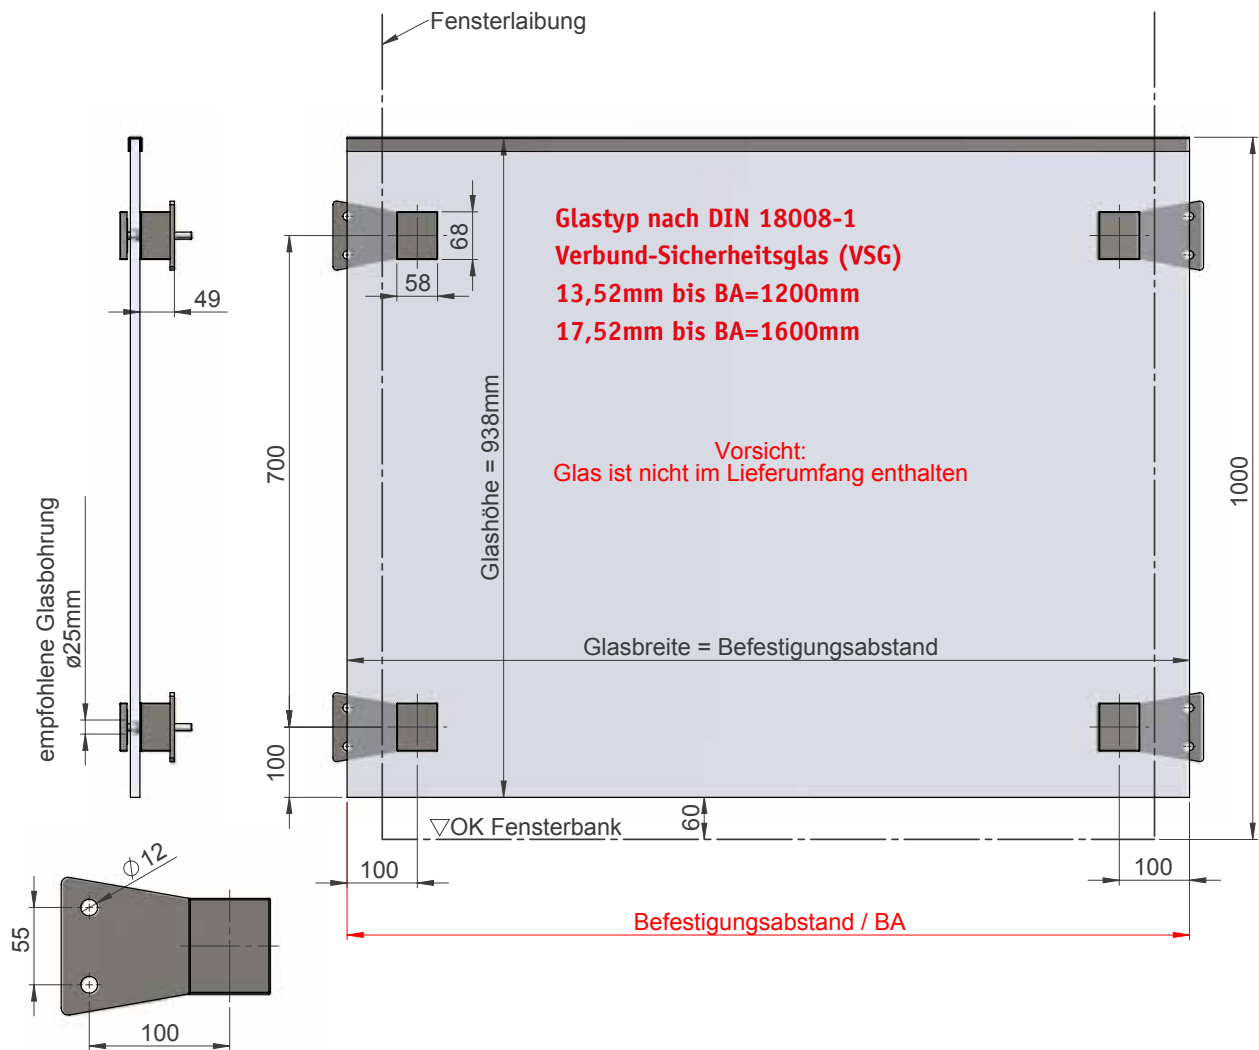 Fensterlaibung
Glastyp nach DIN 18008-1
Verbund-Sicherheitsglas (VSG)
13,52mm bis BA=1200mm
17,52mm bis BA=1600mm
68
58
49
Glashöhe = 938mm
700
1000
Vorsicht:
Glas ist nicht im Lieferumfang enthalten
empfohlene Glasbohrung
ø25mm
Glasbreite = Befestigungsabstand
100
60
▽OK Fensterbank
100
100
Befestigungsabstand / BA
∅12
55
100